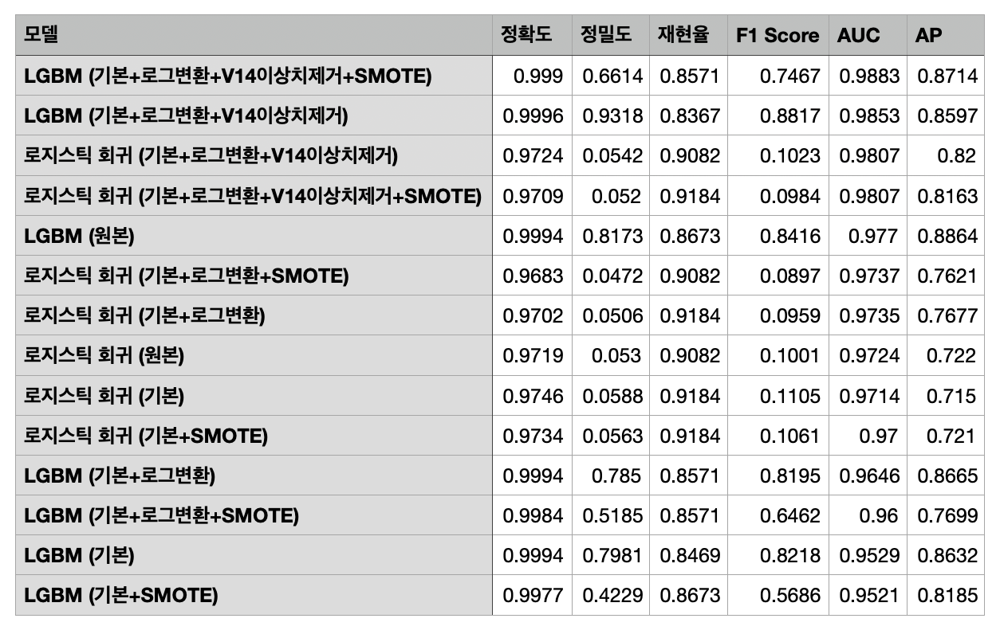 모델 정확도 정밀도 재현율 F1 Score AUC AP
LGBM (기본+로그변환+V14이상치제거+SMOTE) 0.999 0.6614 0.8571 0.7467 0.9883 0.8714
LGBM (기본+로그변환+V14이상치제거) 0.9996 0.9318 0.8367 0.8817 0.9853 0.8597
로지스틱 회귀 (기본+로그변환+V14이상치제거) 0.9724 0.0542 0.9082 0.1023 0.9807 0.82
로지스틱 회귀 (기본+로그변환+V14이상치제거+SMOTE) 0.9709 0.052 0.9184 0.0984 0.9807 0.8163
LGBM (원본) 0.9994 0.8173 0.8673 0.8416 0.977 0.8864
로지스틱 회귀 (기본+로그변환+SMOTE) 0.9683 0.0472 0.9082 0.0897 0.9737 0.7621
로지스틱 회귀 (기본+로그변환) 0.9702 0.0506 0.9184 0.0959 0.9735 0.7677
로지스틱 회귀 (원본) 0.9719 0.053 0.9082 0.1001 0.9724 0.722
로지스틱 회귀 (기본) 0.9746 0.0588 0.9184 0.1105 0.9714 0.715
로지스틱 회귀 (기본+SMOTE) 0.9734 0.0563 0.9184 0.1061 0.97 0.721
LGBM (기본+로그변환) 0.9994 0.785 0.8571 0.8195 0.9646 0.8665
LGBM (기본+로그변환+SMOTE) 0.9984 0.5185 0.8571 0.6462 0.96 0.7699
LGBM (기본) 0.9994 0.7981 0.8469 0.8218 0.9529 0.8632
LGBM (기본+SMOTE) 0.9977 0.4229 0.8673 0.5686 0.9521 0.8185